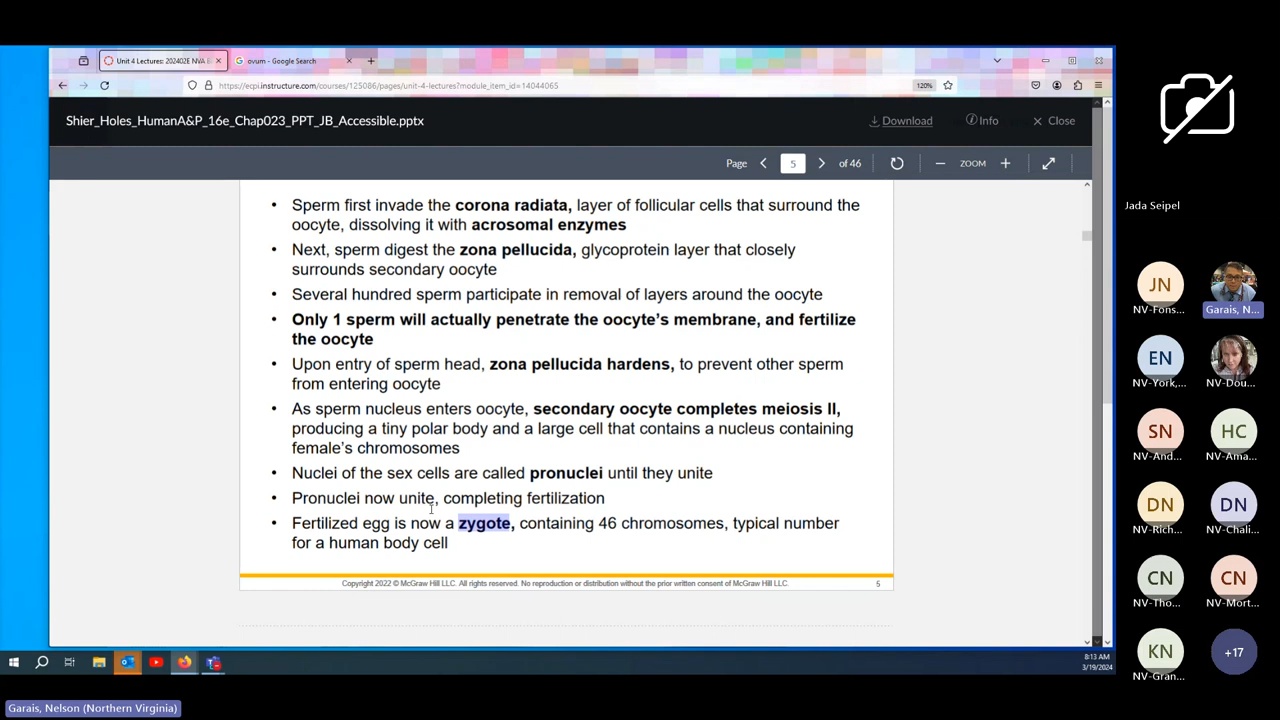 Unit 4 Lectures: 202402E NVA B
ovum - Google Search
https://ecpi.instructure.com/courses/125086/pages/unit-4-lectures?module_item_id=14044065
120%
Shier_Holes_HumanA&P_16e_Chap023_PPT_JB_Accessible.pptx
Download
Info
Close
Page
5
of 46
ZOOM
• Sperm first invade the corona radiata, layer of follicular cells that surround the
oocyte, dissolving it with acrosomal enzymes
• Next, sperm digest the zona pellucida, glycoprotein layer that closely
surrounds secondary oocyte
• Several hundred sperm participate in removal of layers around the oocyte
• Only 1 sperm will actually penetrate the oocyte's membrane, and fertilize
the oocyte
• Upon entry of sperm head, zona pellucida hardens, to prevent other sperm
from entering oocyte
• As sperm nucleus enters oocyte, secondary oocyte completes meiosis II,
producing a tiny polar body and a large cell that contains a nucleus containing
female's chromosomes
• Nuclei of the sex cells are called pronuclei until they unite
• Pronuclei now unite, completing fertilization
• Fertilized egg is now a zygote, containing 46 chromosomes, typical number
for a human body cell
Copyright 2022 © McGraw Hill LLC. All rights reserved. No reproduction or distribution without the prior written consent of McGraw Hill LLC.
5
8:13 AM
3/19/2024
Jada Seipel
JN
NV-Fons...
Garais, N...
EN
NV-York,...
NV-Dou...
SN
NV-And...
HC
NV-Ama...
DN
NV-Rich...
DN
NV-Chali...
CN
NV-Tho...
CN
NV-Mort...
KN
NV-Gran...
+17
Garais, Nelson (Northern Virginia)